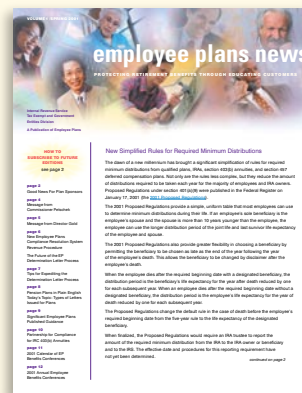 employee plans news
PROTECTING RETIREMENT BENEFITS THROUGH EDUCATING CUSTOMERS
Internal Revenue Service
Tax Exempt and Government
Entities Division
A Publication of Employee Plans
HOW TO
SUBSCRIBE TO FUTURE
EDITIONS
see page 3
page 2
Good News For Plan Sponsors
page 4
Message from
Commissioner Rossotti
page 5
Message from Director Gold
page 6
New Employee Plans
Compliance Resolution System
Revenue Procedure
The Future of the EP
Determination Letter Process
page 7
Tips for Expediting the
Determination Letter Process
page 8
Pension Plans in Plain English
Today's Topic: Types of Letters
Issued for Plans
page 9
Significant Employee Plans
Published Guidance
page 10
Partnership for Compliance
for IRC 403(b) Annuities
page 11
2001 Calendar of EP
Benefits Conferences
page 12
2001 Annual Employee
Benefits Conferences
New Simplified Rules for Required Minimum Distributions
The dawn of a new millennium has brought a significant simplification of rules for required
minimum distributions from qualified plans, IRAs, section 403(b) annuities, and section 457
deferred compensation plans. Not only are the rules less complex, but they reduce the amount
of distributions required to be taken each year for the majority of employees and IRA owners.
Proposed Regulations under section 401(a)(9) were published in the Federal Register on
January 17, 2001 (the 2001 Proposed Regulations).
The 2001 Proposed Regulations provide a simple, uniform table that most employees can use
to determine minimum distributions during their life. If an employee's sole beneficiary is the
employee's spouse and the spouse is more than 10 years younger than the employee, the
employee can use the longer distribution period of the joint life and last survivor life expectancy
of the employee and spouse.
The 2001 Proposed Regulations also provide greater flexibility in choosing a beneficiary by
permitting the beneficiary to be chosen as late as the end of the year following the year
of the employee's death. This allows the beneficiary to be changed by disclaimer after the
employee's death.
When the employee dies after the required beginning date with a designated beneficiary, the
distribution period is the beneficiary's life expectancy for the year after death reduced by one
for each subsequent year. When an employee dies after the required beginning date without a
designated beneficiary, the distribution period is the employee's life expectancy for the year of
death reduced by one for each subsequent year.
The Proposed Regulations change the default rule in the case of death before the employee's
required beginning date from the five-year rule to the life expectancy of the designated
beneficiary.
When finalized, the Proposed Regulations would require an IRA trustee to report the
amount of the required minimum distribution from the IRA to the IRA owner or beneficiary
and to the IRS. The effective date and procedures for this reporting requirement have
not yet been determined.
continued on page 2